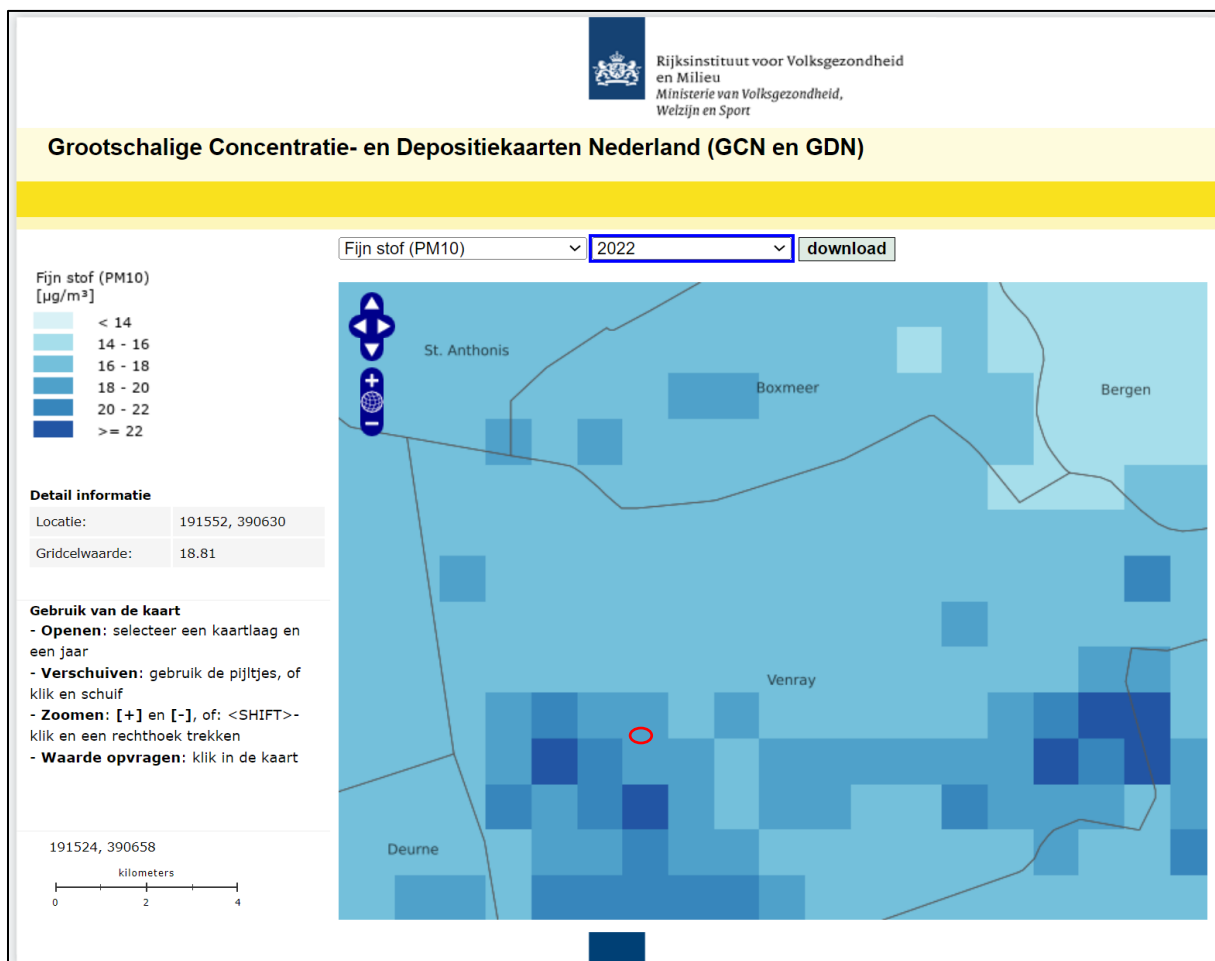 Rijksinstituut voor Volksgezondheid
en Milieu
Ministerie van Volksgezondheid,
Welzijn en Sport
Grootschalige Concentratie- en Depositiekaarten Nederland (GCN en GDN)
Fijn stof (PM10)
2022
download
Fijn stof (PM10)
[µg/m³]
< 14
14 - 16
16 - 18
18 - 20
20 - 22
>= 22
St. Anthonis
Boxmeer
Bergen
Venray
Deurne
Detail informatie
Locatie: 191552, 390630
Gridcelwaarde: 18.81
Gebruik van de kaart
- Openen: selecteer een kaartlaag en
een jaar
- Verschuiven: gebruik de pijltjes, of
klik en schuif
- Zoomen: [+] en [-], of: <SHIFT>-
klik en een rechthoek trekken
- Waarde opvragen: klik in de kaart
191524, 390658
kilometers
0 2 4